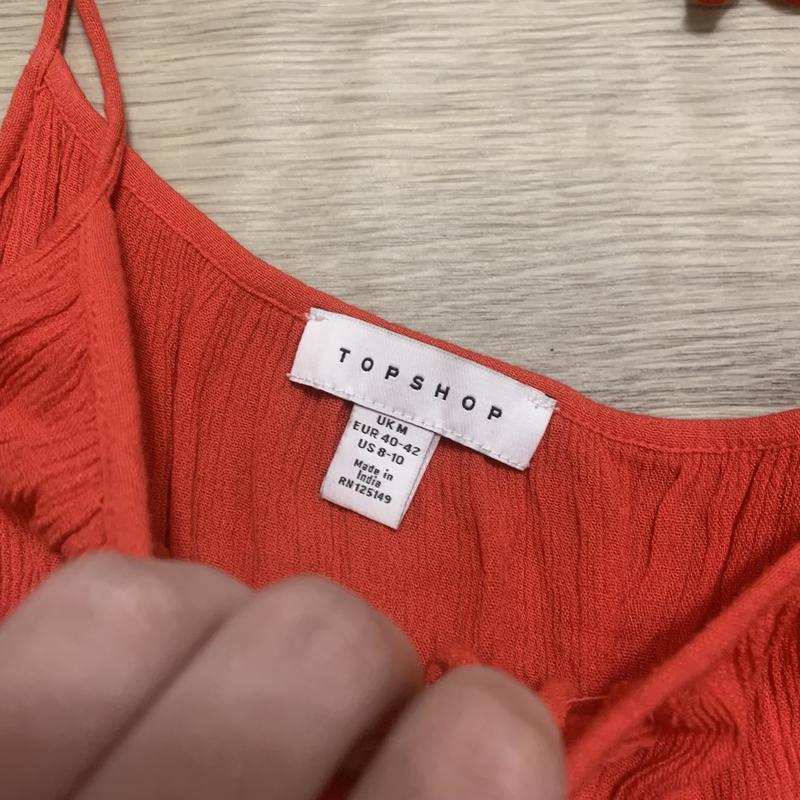 TOPSHOP
UK M
EUR 40-42
US 8-10
Made in
India
RN125149